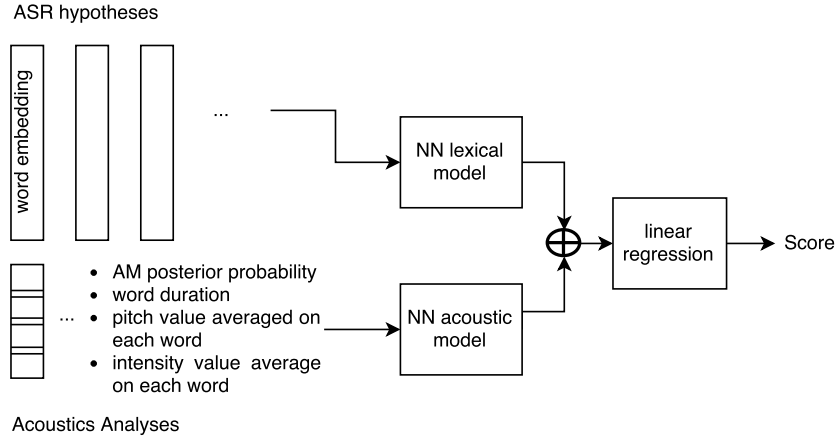 ASR hypotheses
word embedding
...
NN lexical
model
linear
regression
Score
...
• AM posterior probability
• word duration
• pitch value averaged on
each word
• intensity value average
on each word
NN acoustic
model
Acoustics Analyses